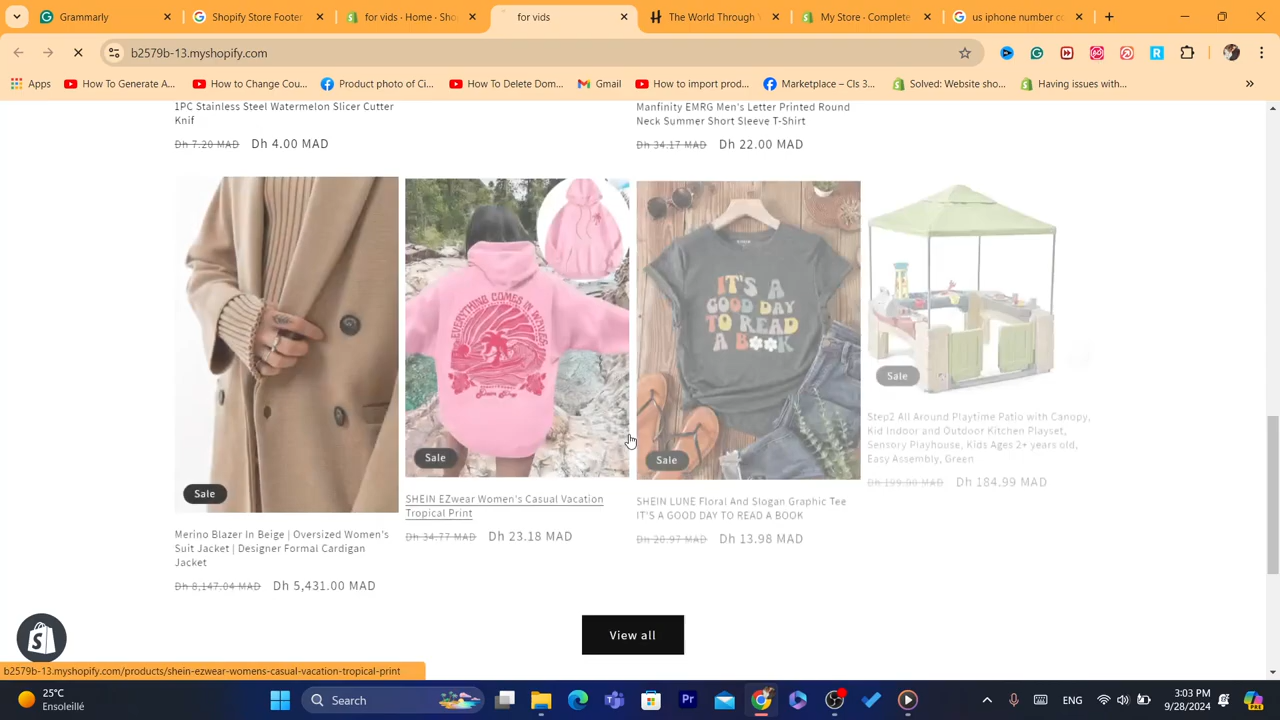 Grammarly
Shopify Store Footer
for vids · Home · Sho
for vids
The World Through
My Store · Complete
us iphone number c
b2579b-13.myshopify.com
Apps
How To Generate A...
How to Change Cou...
Product photo of Ci...
How To Delete Dom...
Gmail
How to import prod...
Marketplace – Cls 3...
Solved: Website sho...
Having issues with...
1PC Stainless Steel Watermelon Slicer Cutter
Knif
Dh 7.20 MAD Dh 4.00 MAD
Manfinity EMRG Men's Letter Printed Round
Neck Summer Short Sleeve T-Shirt
Dh 34.17 MAD Dh 22.00 MAD
EVERYTHING COMES IN WAVES
IT'S A
GOOD DAY
TO READ
A BOOK
Sale
Sale
Sale
Sale
Merino Blazer In Beige | Oversized Women's
Suit Jacket | Designer Formal Cardigan
Jacket
Dh 8,147.04 MAD Dh 5,431.00 MAD
SHEIN EZwear Women's Casual Vacation
Tropical Print
Dh 34.77 MAD Dh 23.18 MAD
SHEIN LUNE Floral And Slogan Graphic Tee
IT'S A GOOD DAY TO READ A BOOK
Dh 20.97 MAD Dh 13.98 MAD
Step2 All Around Playtime Patio with Canopy,
Kid Indoor and Outdoor Kitchen Playset,
Sensory Playhouse, Kids Ages 2+ years old,
Easy Assembly, Green
Dh 199.90 MAD Dh 184.99 MAD
View all
b2579b-13.myshopify.com/products/shein-ezwear-womens-casual-vacation-tropical-print
25°C
Ensoleillé
Search
ENG
3:03 PM
9/28/2024